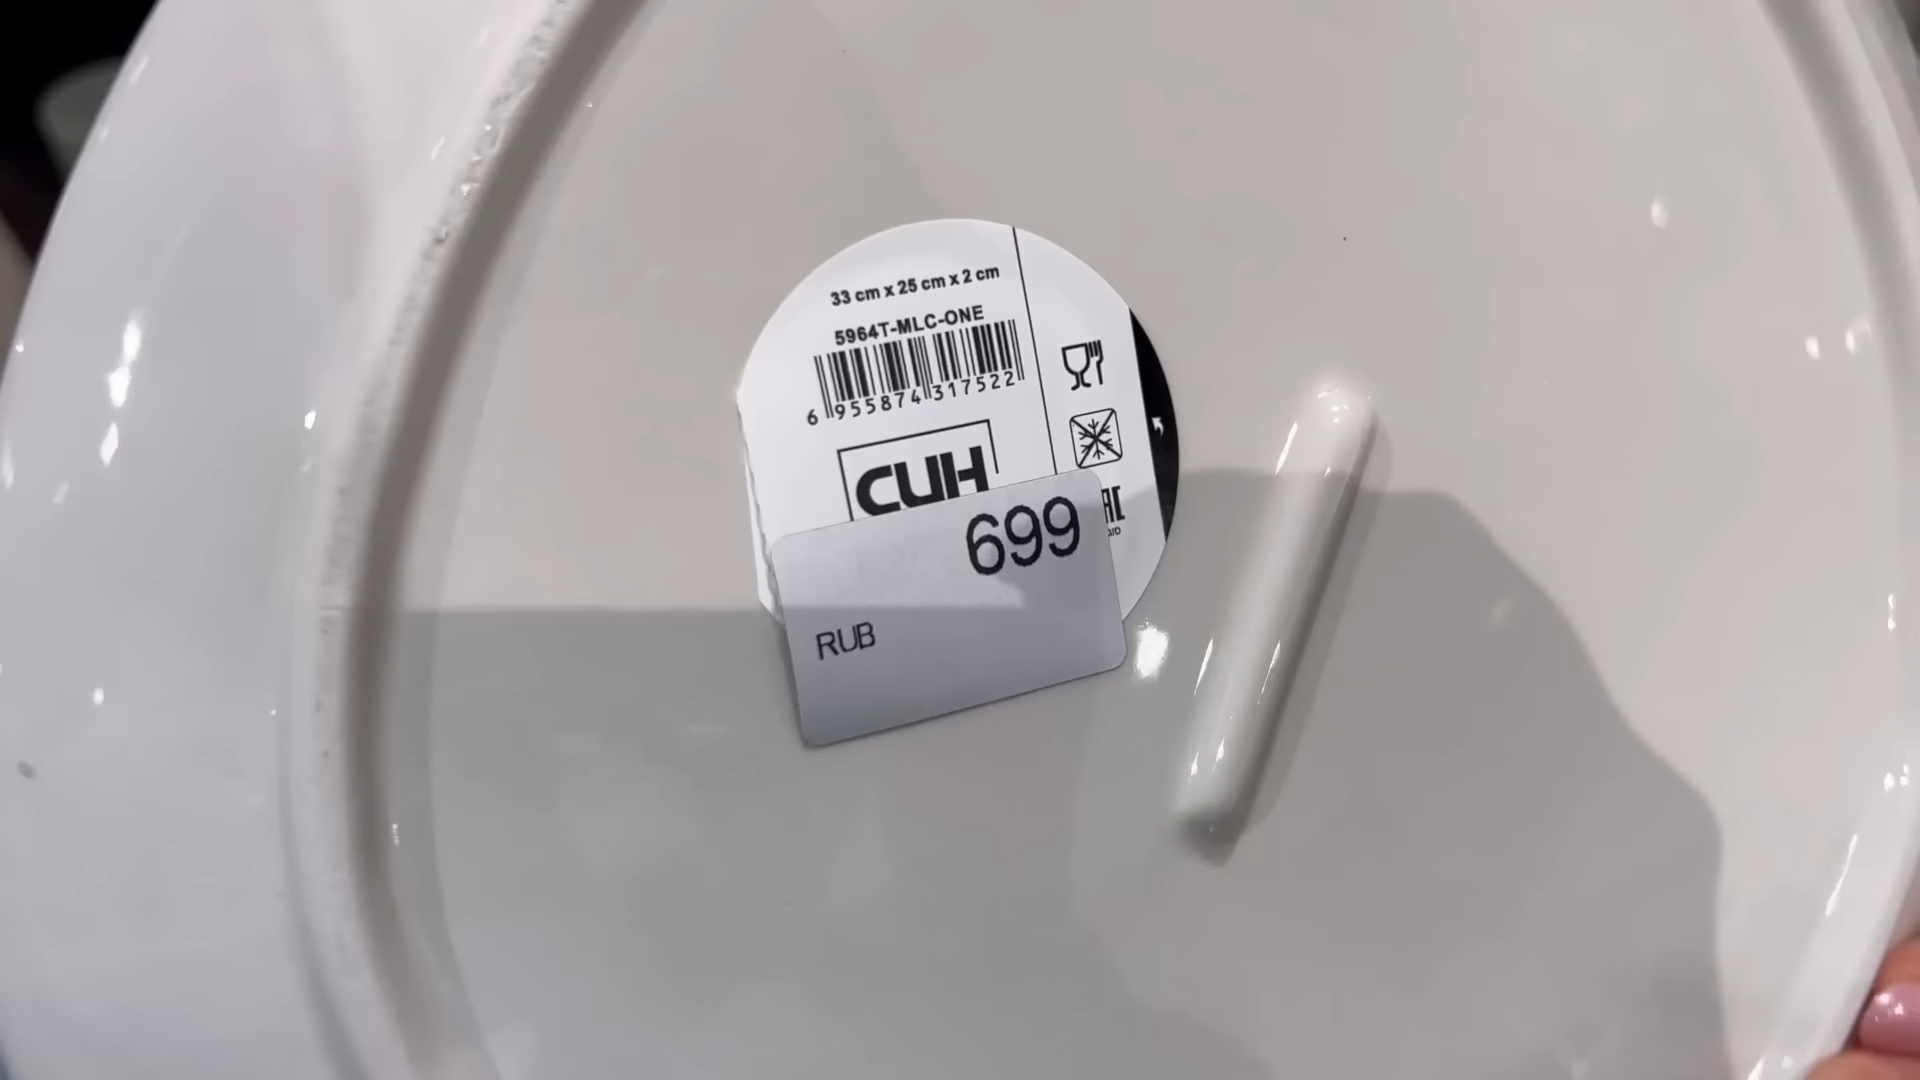 33 cm x 25 cm x 2 cm
5964T-MLC-ONE
6 955874 317522
CUH
699
RUB